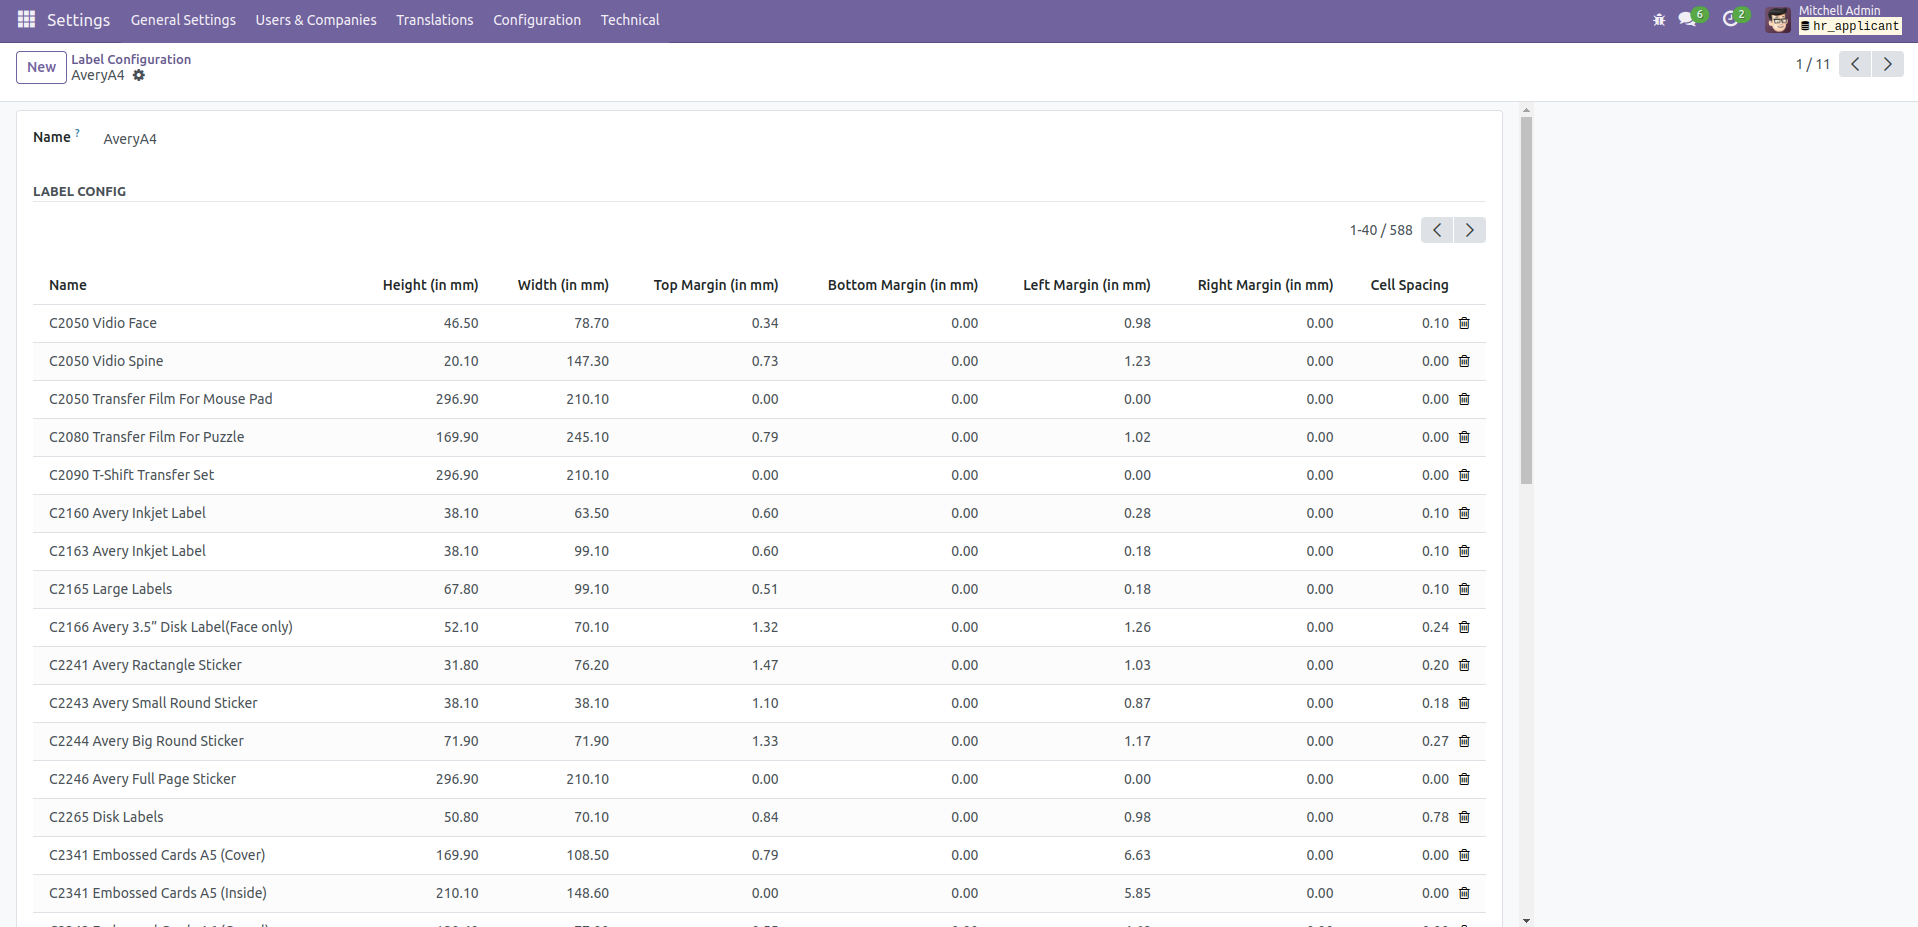 Settings General Settings Users & Companies Translations Configuration Technical 6 2 Mitchell Admin
hr_applicant
New Label Configuration
AveryA4
1 / 11
Name ? AveryA4
LABEL CONFIG
1-40 / 588
Name Height (in mm) Width (in mm) Top Margin (in mm) Bottom Margin (in mm) Left Margin (in mm) Right Margin (in mm) Cell Spacing
C2050 Vidio Face 46.50 78.70 0.34 0.00 0.98 0.00 0.10
C2050 Vidio Spine 20.10 147.30 0.73 0.00 1.23 0.00 0.00
C2050 Transfer Film For Mouse Pad 296.90 210.10 0.00 0.00 0.00 0.00 0.00
C2080 Transfer Film For Puzzle 169.90 245.10 0.79 0.00 1.02 0.00 0.00
C2090 T-Shift Transfer Set 296.90 210.10 0.00 0.00 0.00 0.00 0.00
C2160 Avery Inkjet Label 38.10 63.50 0.60 0.00 0.28 0.00 0.10
C2163 Avery Inkjet Label 38.10 99.10 0.60 0.00 0.18 0.00 0.10
C2165 Large Labels 67.80 99.10 0.51 0.00 0.18 0.00 0.10
C2166 Avery 3.5” Disk Label(Face only) 52.10 70.10 1.32 0.00 1.26 0.00 0.24
C2241 Avery Ractangle Sticker 31.80 76.20 1.47 0.00 1.03 0.00 0.20
C2243 Avery Small Round Sticker 38.10 38.10 1.10 0.00 0.87 0.00 0.18
C2244 Avery Big Round Sticker 71.90 71.90 1.33 0.00 1.17 0.00 0.27
C2246 Avery Full Page Sticker 296.90 210.10 0.00 0.00 0.00 0.00 0.00
C2265 Disk Labels 50.80 70.10 0.84 0.00 0.98 0.00 0.78
C2341 Embossed Cards A5 (Cover) 169.90 108.50 0.79 0.00 6.63 0.00 0.00
C2341 Embossed Cards A5 (Inside) 210.10 148.60 0.00 0.00 5.85 0.00 0.00